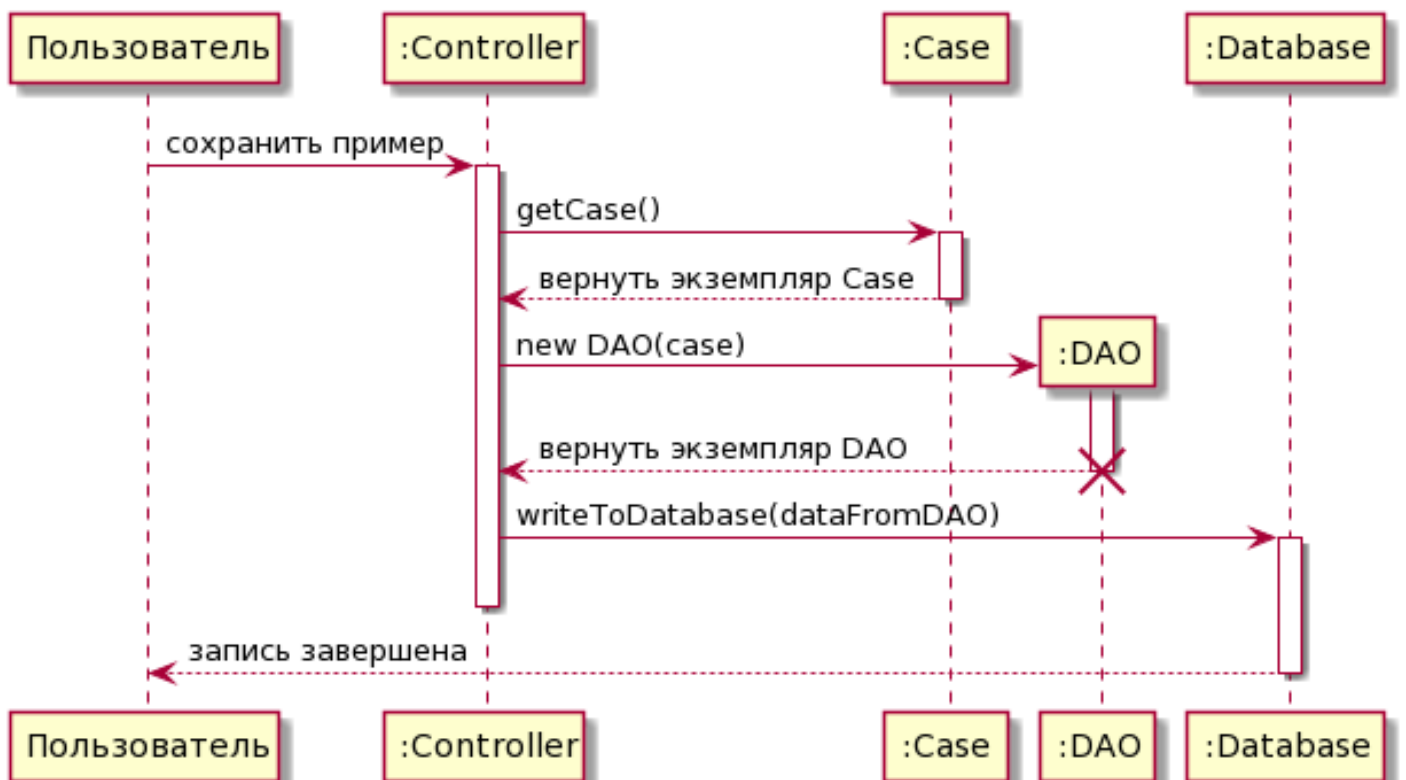 Пользователь
:Controller
:Case
:Database
сохранить пример
getCase()
вернуть экземпляр Case
new DAO(case)
:DAO
вернуть экземпляр DAO
writeToDatabase(dataFromDAO)
запись завершена
Пользователь
:Controller
:Case
:DAO
:Database